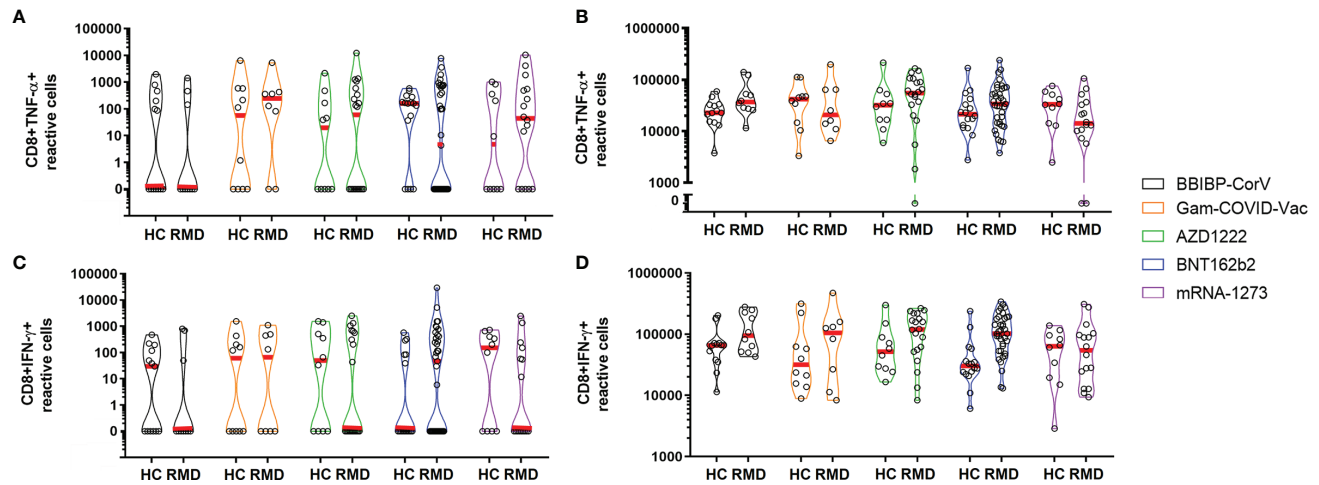 A
CD8+TNF-α+
reactive cells
100000
10000
1000
100
10
1
0
HC RMD HC RMD HC RMD HC RMD HC RMD
B
CD8+TNF-α+
reactive cells
1000000
100000
10000
1000
0
HC RMD HC RMD HC RMD HC RMD HC RMD
C
CD8+IFN-γ+
reactive cells
100000
10000
1000
100
10
1
0
HC RMD HC RMD HC RMD HC RMD HC RMD
D
CD8+IFN-γ+
reactive cells
1000000
100000
10000
1000
HC RMD HC RMD HC RMD HC RMD HC RMD
BBIBP-CorV
Gam-COVID-Vac
AZD1222
BNT162b2
mRNA-1273